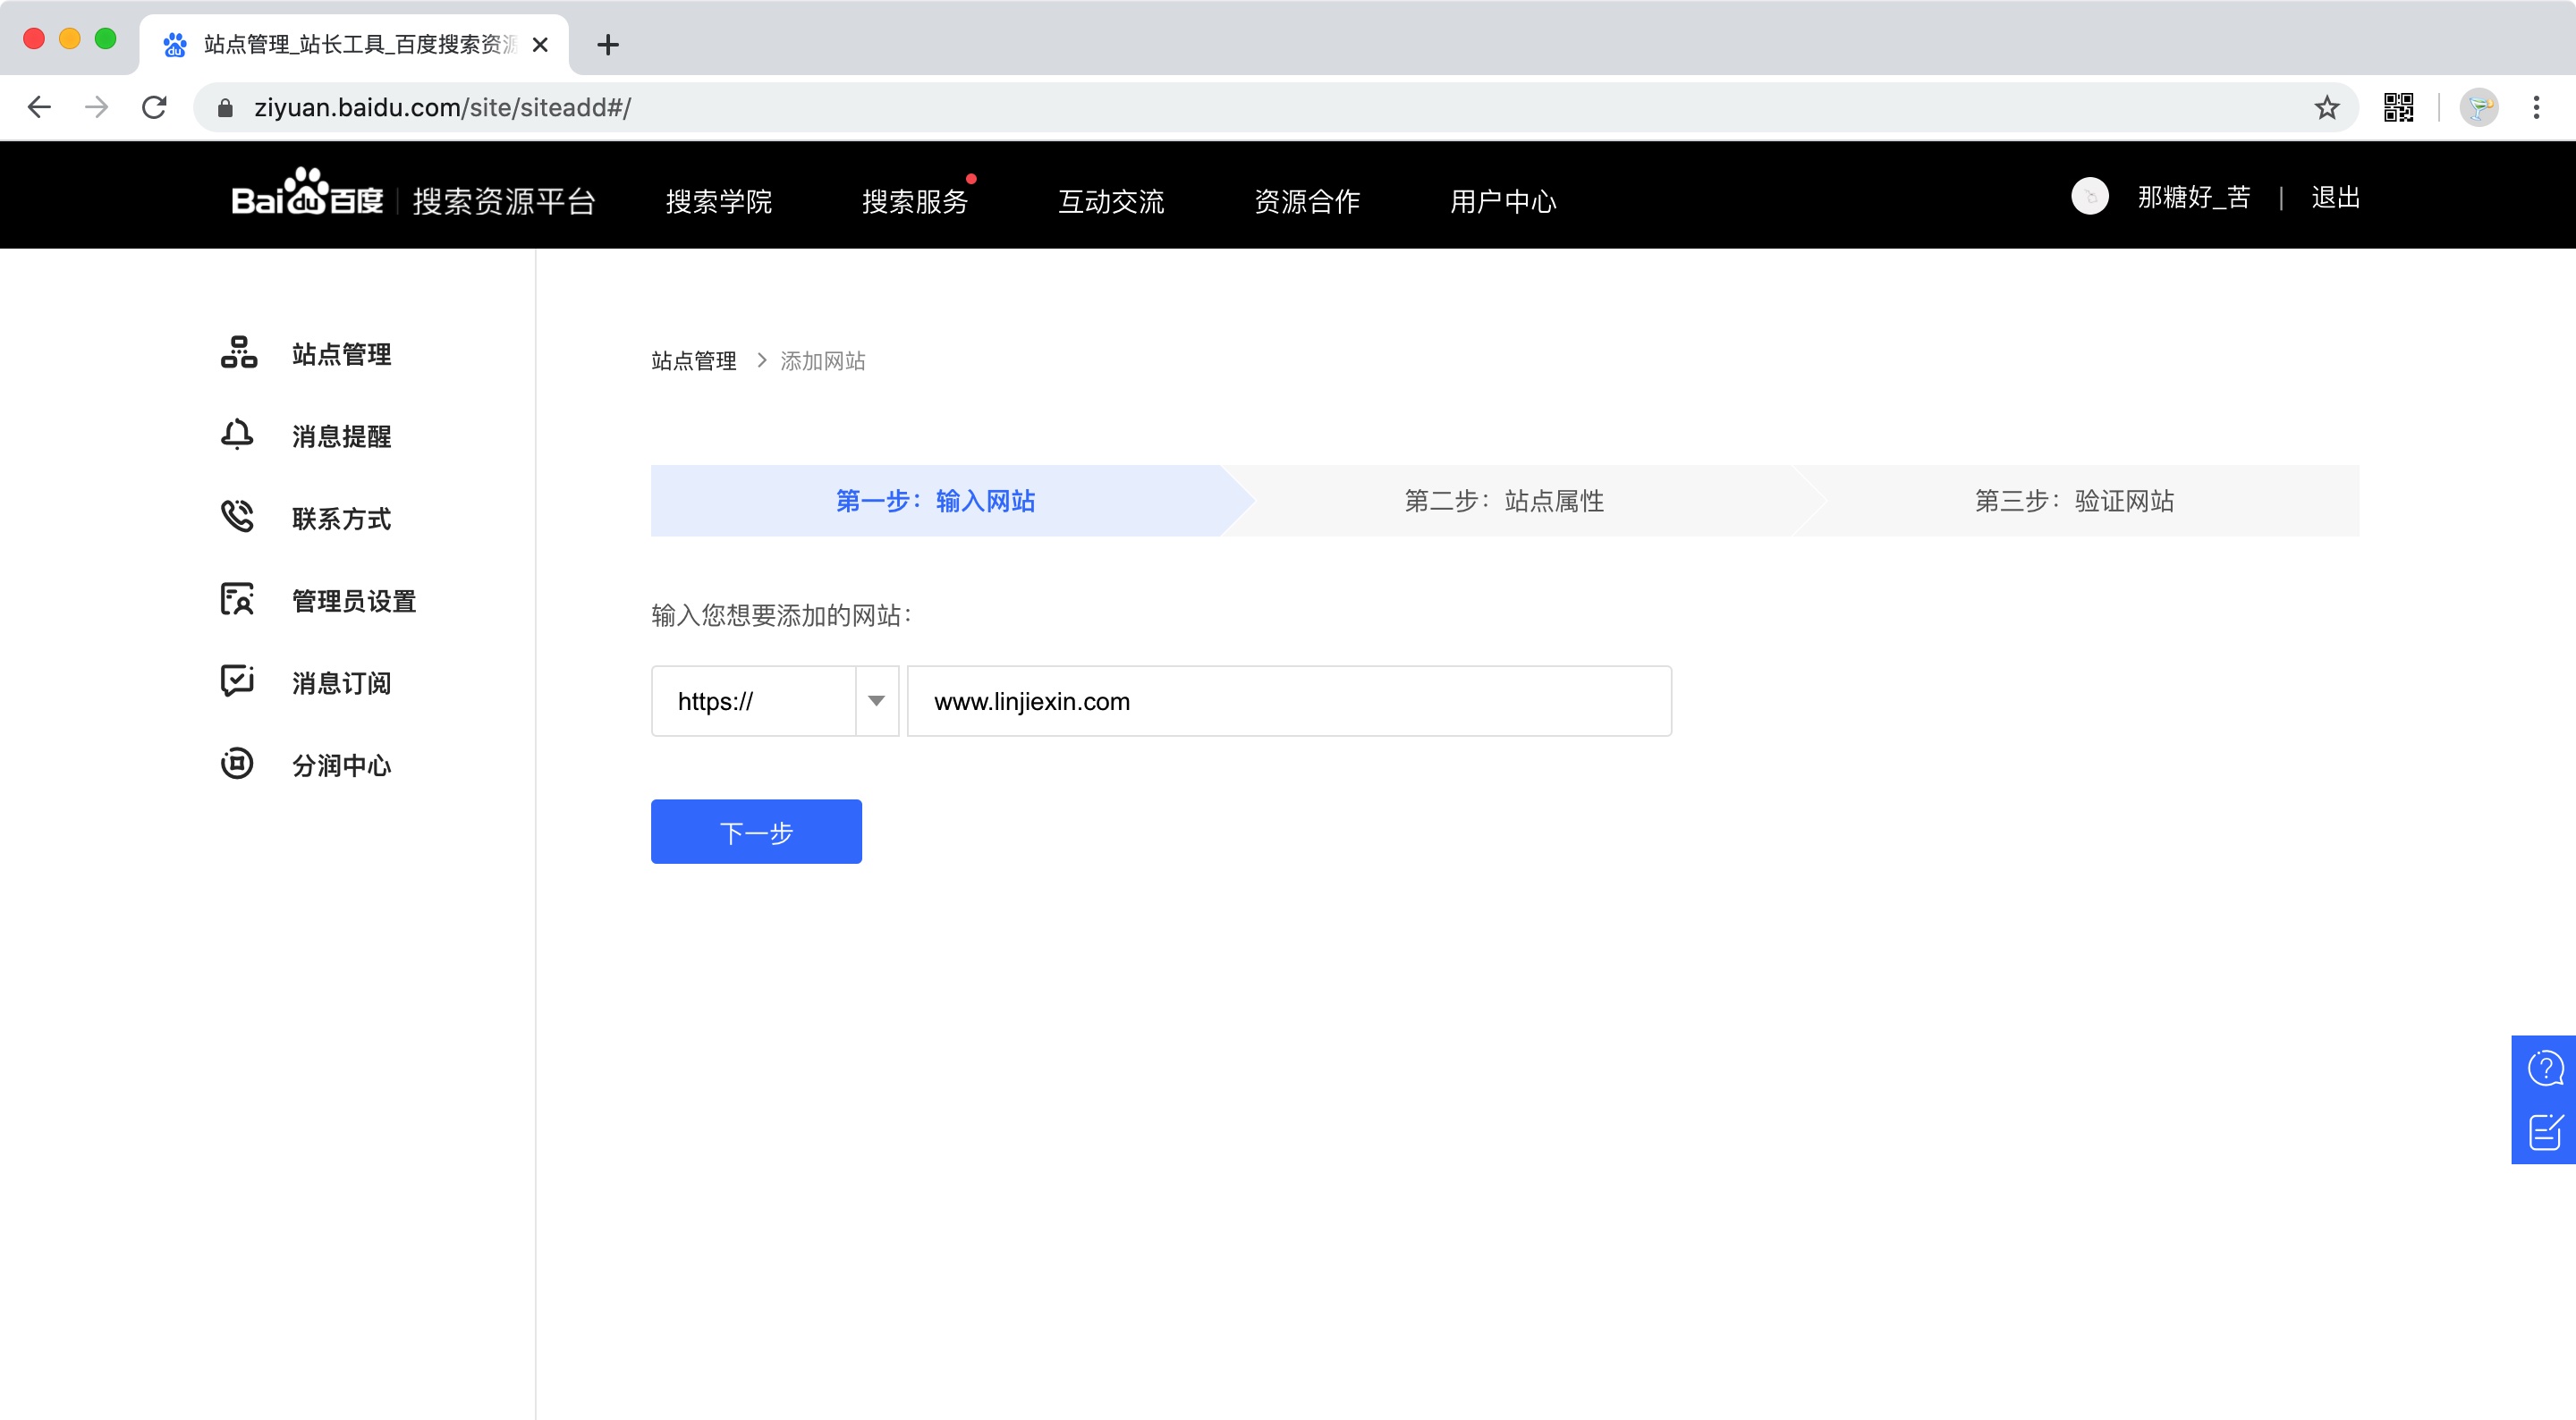 站点管理_站长工具_百度搜索资源
ziyuan.baidu.com/site/siteadd#/
Bai du 百度 搜索资源平台 搜索学院 搜索服务 互动交流 资源合作 用户中心 那糖好_苦 | 退出
站点管理
消息提醒
联系方式
管理员设置
消息订阅
分润中心
站点管理 > 添加网站
第一步：输入网站 第二步：站点属性 第三步：验证网站
输入您想要添加的网站：
https:// www.linjiexin.com
下一步